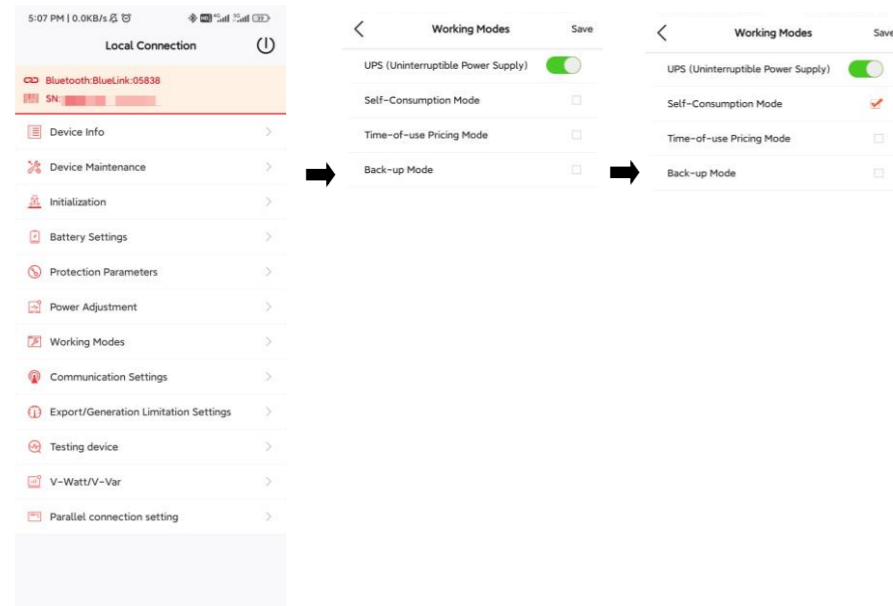 5:07 PM | 0.0KB/s
Local Connection
Bluetooth:BlueLink:05838
SN:
Device Info
Device Maintenance
Initialization
Battery Settings
Protection Parameters
Power Adjustment
Working Modes
Communication Settings
Export/Generation Limitation Settings
Testing device
V-Watt/V-Var
Parallel connection setting
Working Modes Save
UPS (Uninterruptible Power Supply)
Self-Consumption Mode
Time-of-use Pricing Mode
Back-up Mode
Working Modes Save
UPS (Uninterruptible Power Supply)
Self-Consumption Mode
Time-of-use Pricing Mode
Back-up Mode